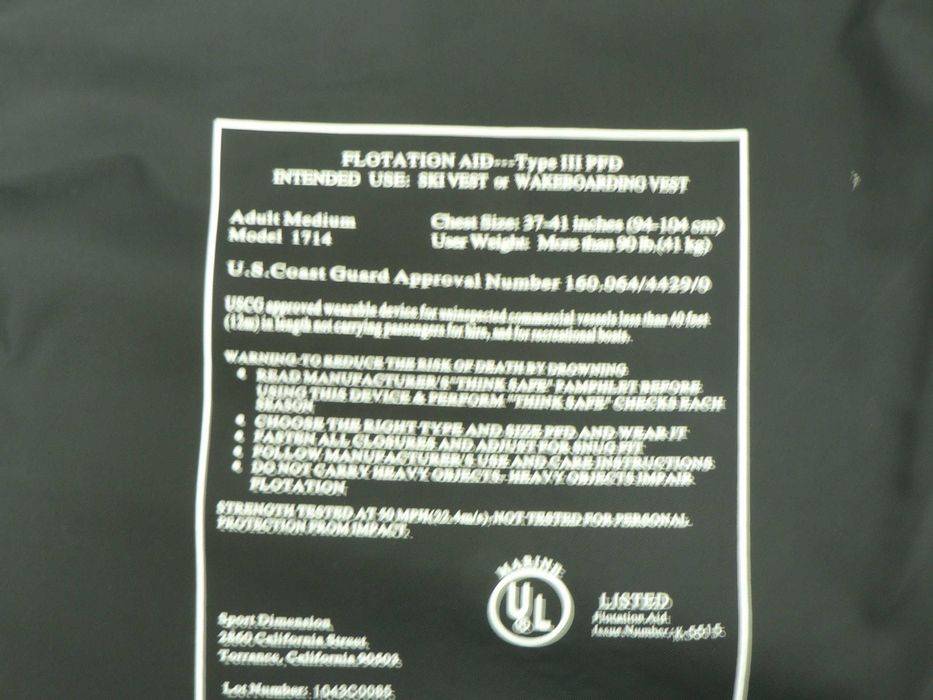 FLOTATION AID---Type III PFD
INTENDED USE: SKI VEST or WAKEBOARDING VEST
Adult Medium
Model 1714
Chest Size: 37-41 inches (94-104 cm)
User Weight: More than 90 lb. (41 kg)
U.S.Coast Guard Approval Number 160.064/4429/0
USCG approved wearable device for uninspected commercial vessels less than 40 feet
(12m) in length not carrying passengers for hire, and for recreational boats.
WARNING-TO REDUCE THE RISK OF DEATH BY DROWNING
READ MANUFACTURER'S "THINK SAFE" PAMPHLET BEFORE
USING THIS DEVICE & PERFORM "THINK SAFE" CHECKS EACH
SEASON
CHOOSE THE RIGHT TYPE AND SIZE PFD AND WEAR IT
FASTEN ALL CLOSURES AND ADJUST FOR SNUG FIT
FOLLOW MANUFACTURER'S USE AND CARE INSTRUCTIONS
DO NOT CARRY HEAVY OBJECTS. HEAVY OBJECTS IMPAIR
FLOTATION
STRENGTH TESTED AT 50 MPH(22.4m/s). NOT TESTED FOR PERSONAL
PROTECTION FROM IMPACT.
MARINE
UL
®
LISTED
Flotation Aid
Issue Number:
Sport Dimension
2860 California Street
Torrance, California 90503
Lot Number: 1043C0085